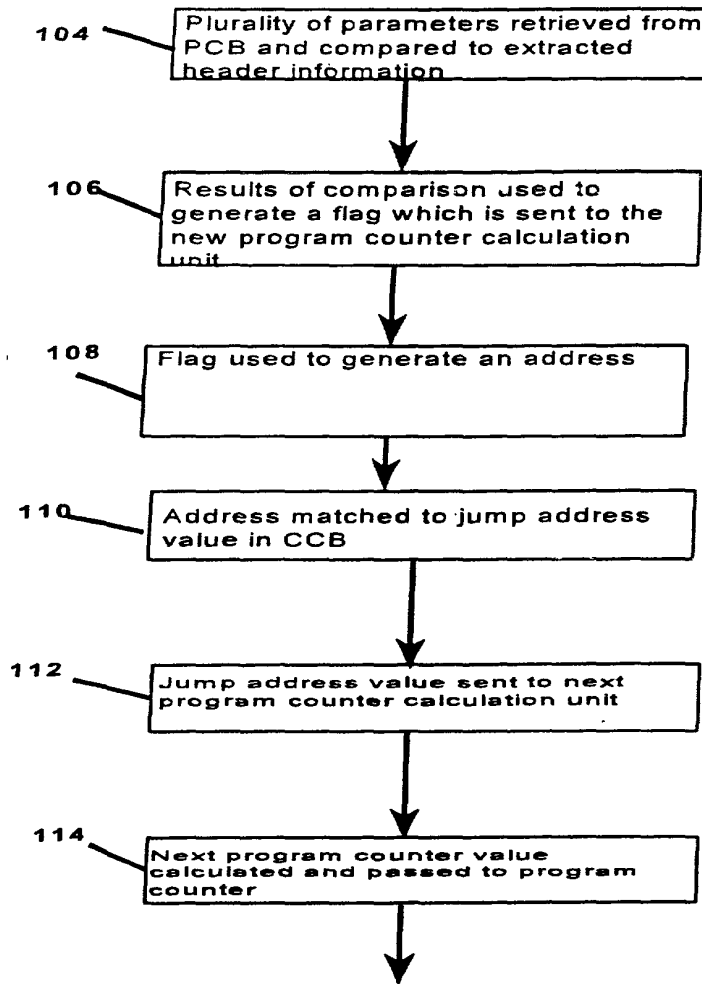 104
Plurality of parameters retrieved from
PCB and compared to extracted
header information
106
Results of comparison used to
generate a flag which is sent to the
new program counter calculation
unit
108
Flag used to generate an address
110
Address matched to jump address
value in CCB
112
Jump address value sent to next
program counter calculation unit
114
Next program counter value
calculated and passed to program
counter